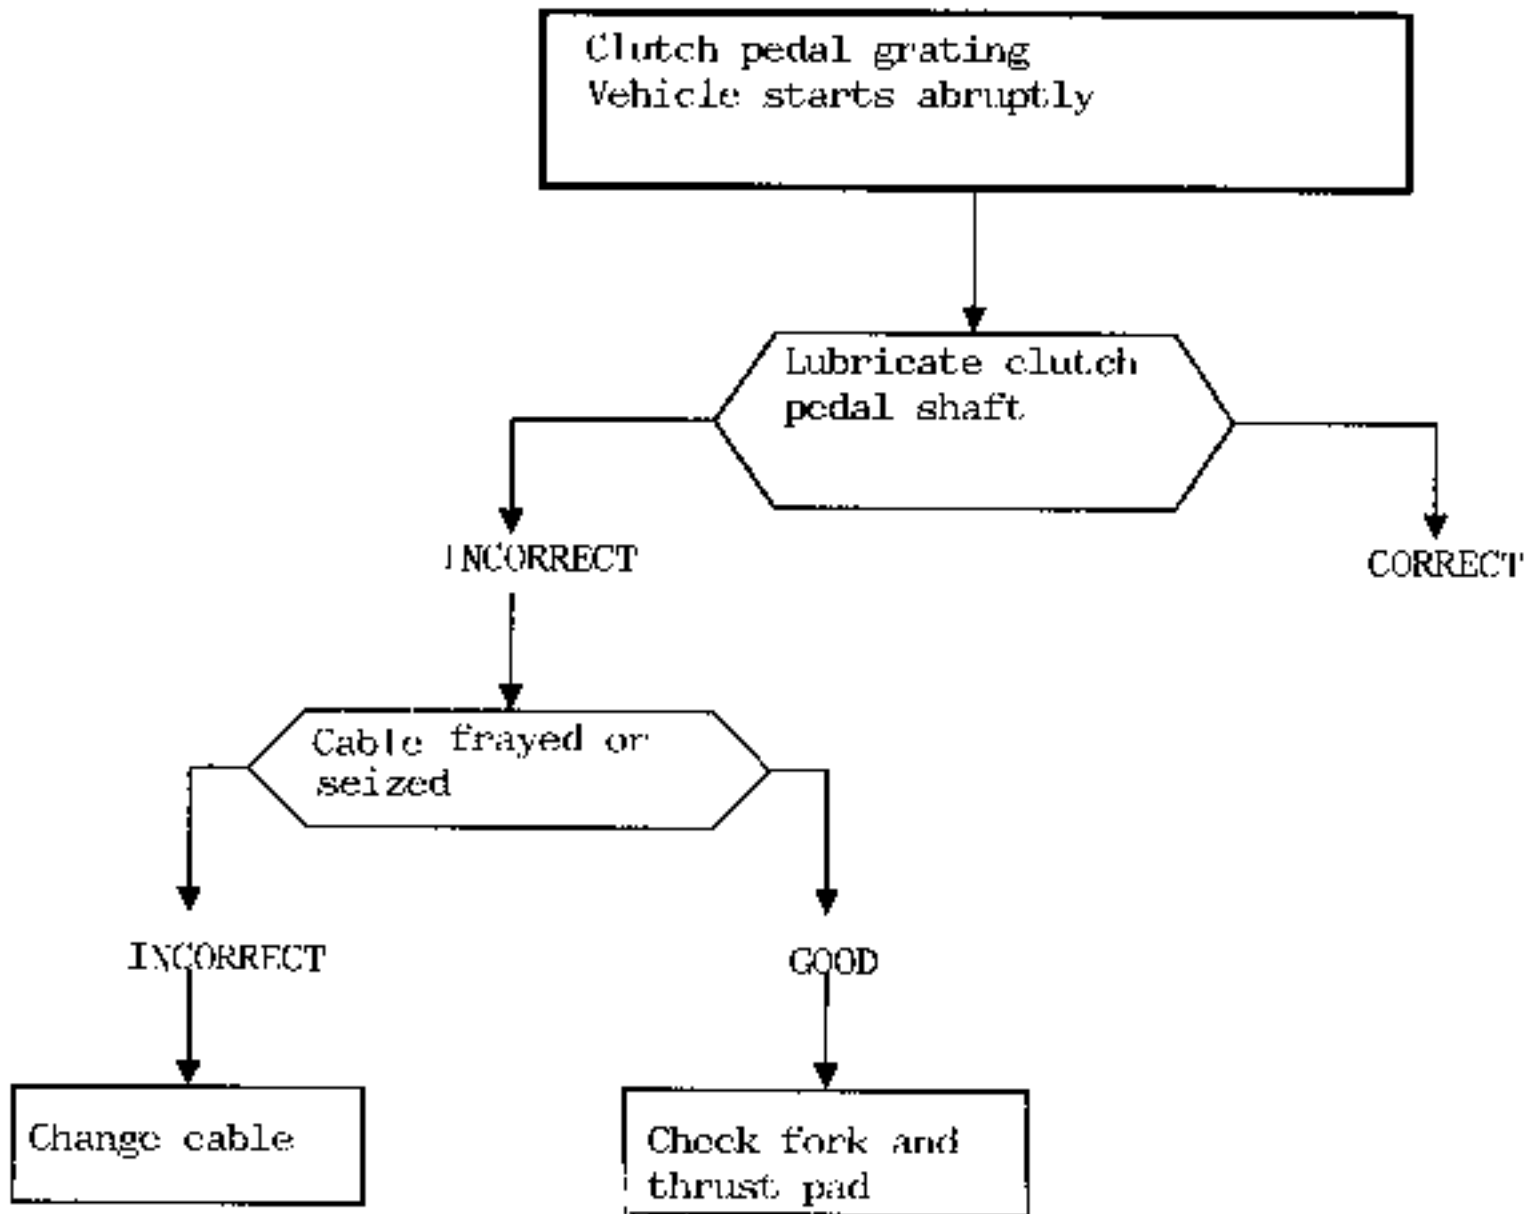 Clutch pedal grating
Vehicle starts abruptly
Lubricate clutch
pedal shaft
INCORRECT
CORRECT
Cable frayed or
seized
INCORRECT
GOOD
Change cable
Check fork and
thrust pad